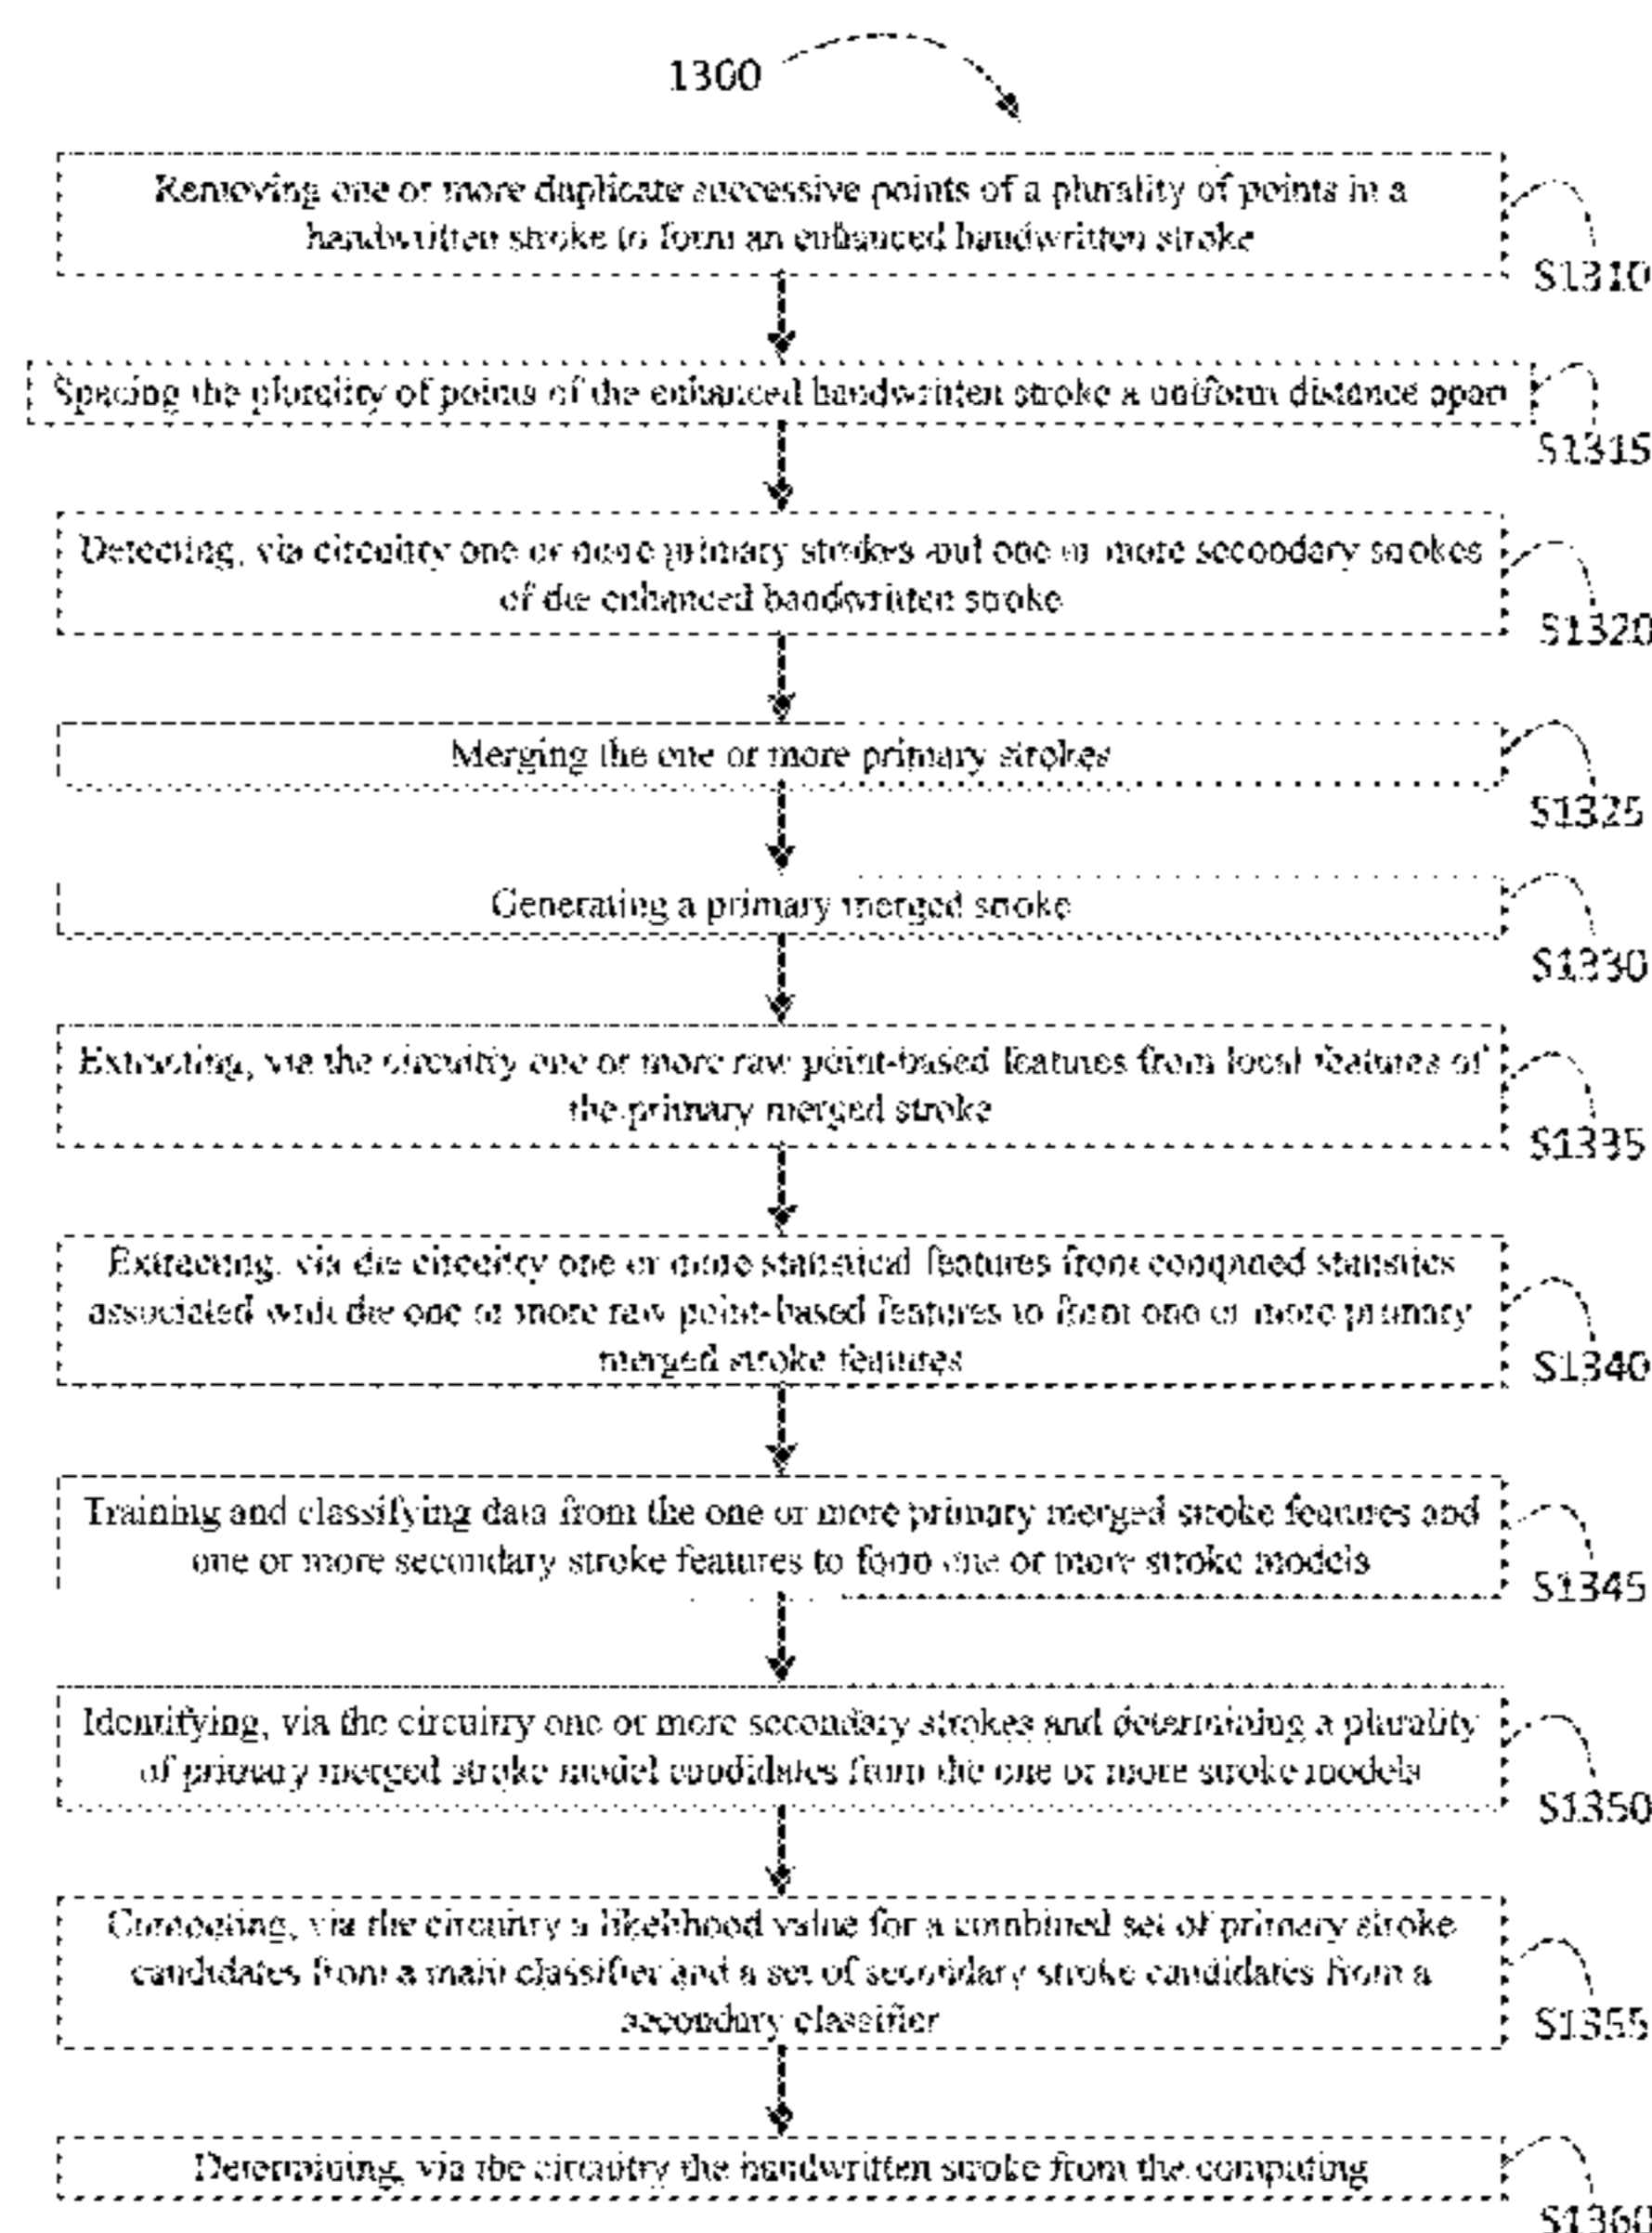 1300
Removing one or more duplicate successive points of a plurality of points in a
handwritten stroke to form an enhanced handwritten stroke
S1310
Spacing the plurality of points of the enhanced handwritten stroke a uniform distance apart
S1315
Detecting, via circuitry one or more primary strokes and one or more secondary strokes
of the enhanced handwritten stroke
S1320
Merging the one or more primary strokes
S1325
Generating a primary merged stroke
S1330
Extracting, via the circuitry one or more raw point-based features from local features of
the primary merged stroke
S1335
Extracting, via the circuitry one or more statistical features from computed statistics
associated with the one or more raw point-based features to from one or more primary
merged stroke features
S1340
Training and classifying data from the one or more primary merged stroke features and
one or more secondary stroke features to form one or more stroke models
S1345
Identifying, via the circuitry one or more secondary strokes and determining a plurality
of primary merged stroke model candidates from the one or more stroke models
S1350
Computing, via the circuitry a likelihood value for a combined set of primary stroke
candidates from a main classifier and a set of secondary stroke candidates from a
secondary classifier
S1355
Determining, via the circuitry the handwritten stroke from the computing
S1360